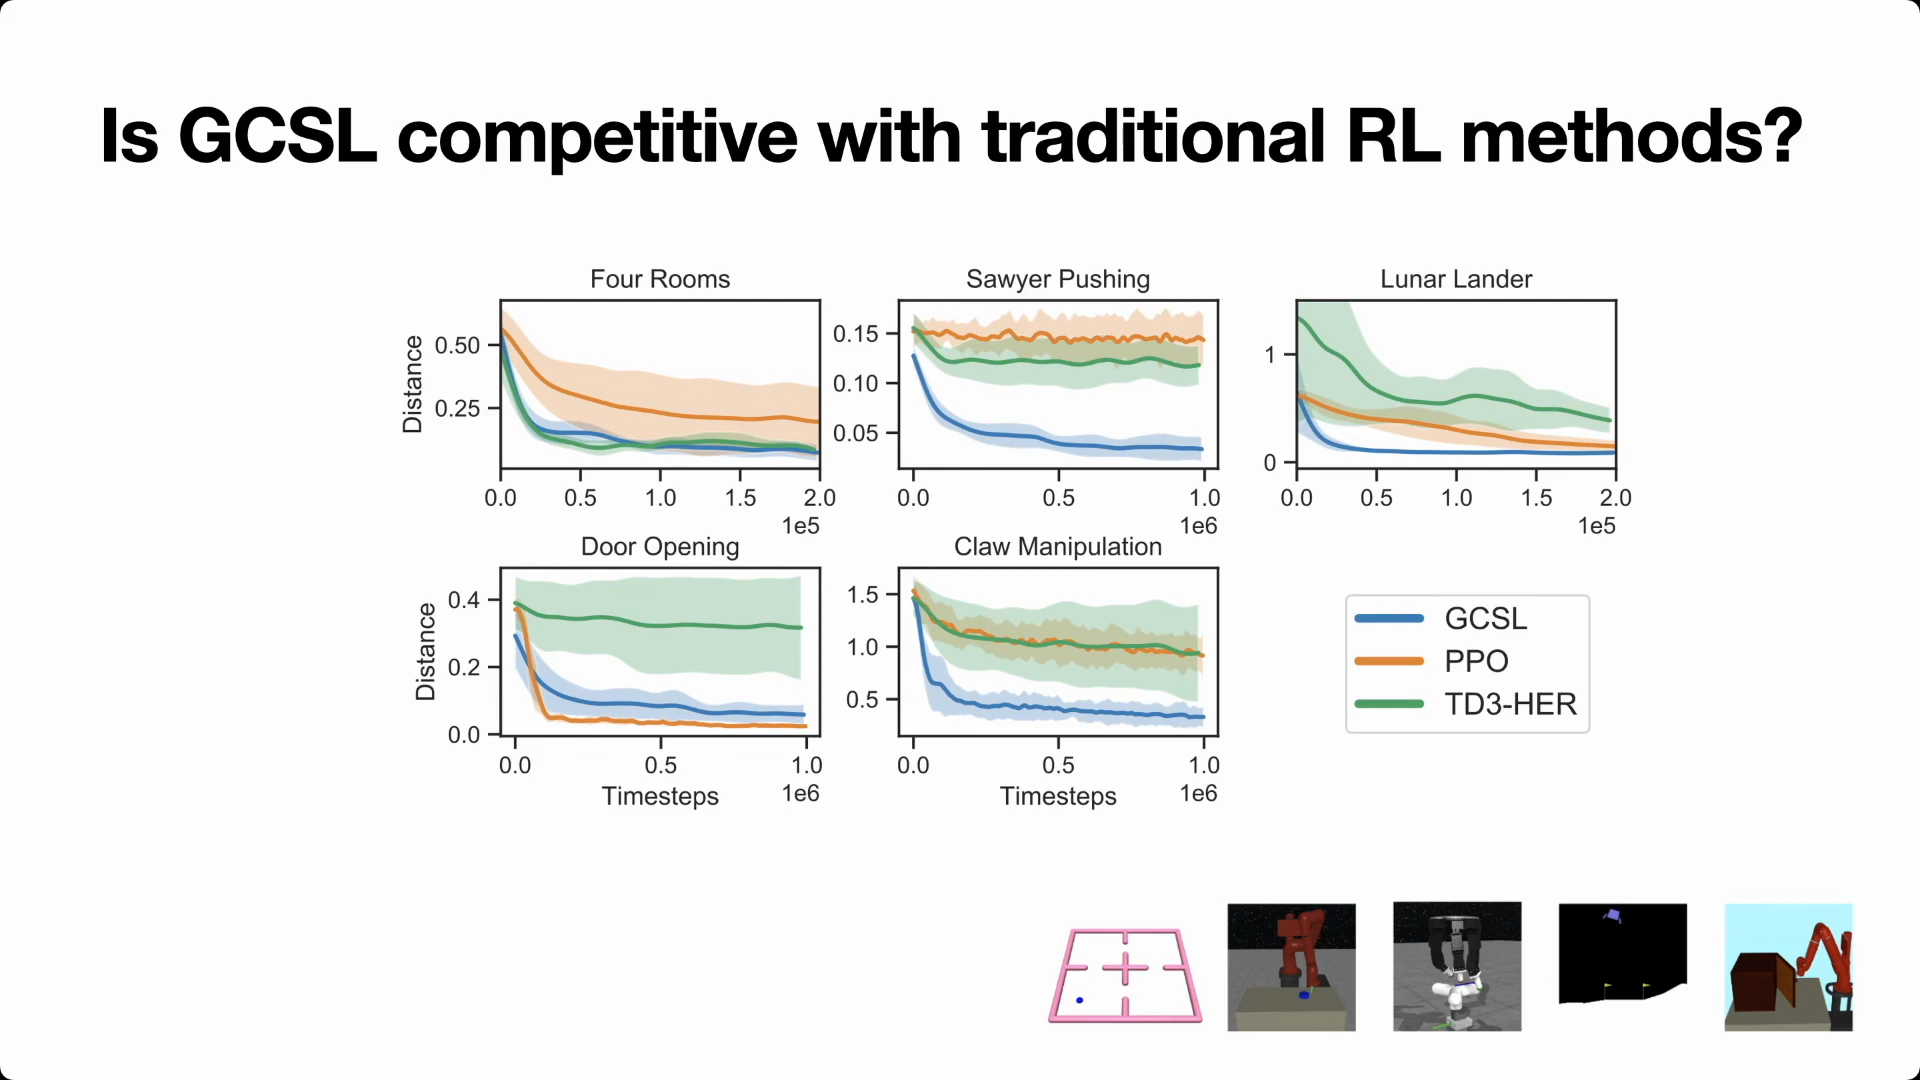 Is GCSL competitive with traditional RL methods?
Four Rooms
Sawyer Pushing
Lunar Lander
Distance
0.50
0.25
0.0 0.5 1.0 1.5 2.0
1e5
0.15
0.10
0.05
0.0 0.5 1.0
1e6
1
0
0.0 0.5 1.0 1.5 2.0
1e5
Door Opening
Claw Manipulation
Distance
0.4
0.2
0.0
0.0 0.5 1.0
Timesteps
1e6
1.5
1.0
0.5
0.0 0.5 1.0
Timesteps
1e6
GCSL
PPO
TD3-HER